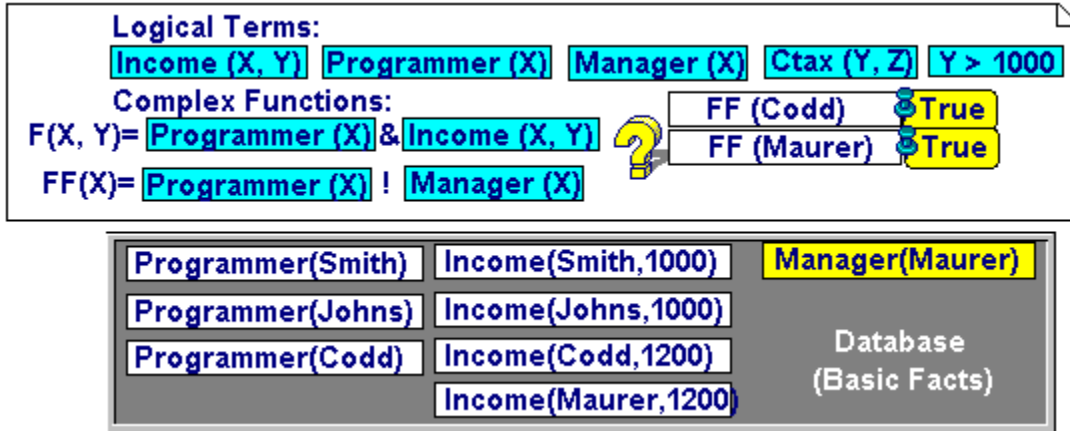 Logical Terms:
Income (X, Y) Programmer (X) Manager (X) Ctax (Y, Z) Y > 1000
Complex Functions:
F(X, Y)= Programmer (X) & Income (X, Y)
FF(X)= Programmer (X) ! Manager (X)
?
FF (Codd) True
FF (Maurer) True
Programmer(Smith) Income(Smith,1000) Manager(Maurer)
Programmer(Johns) Income(Johns,1000)
Programmer(Codd) Income(Codd,1200)
Income(Maurer,1200)
Database
(Basic Facts)